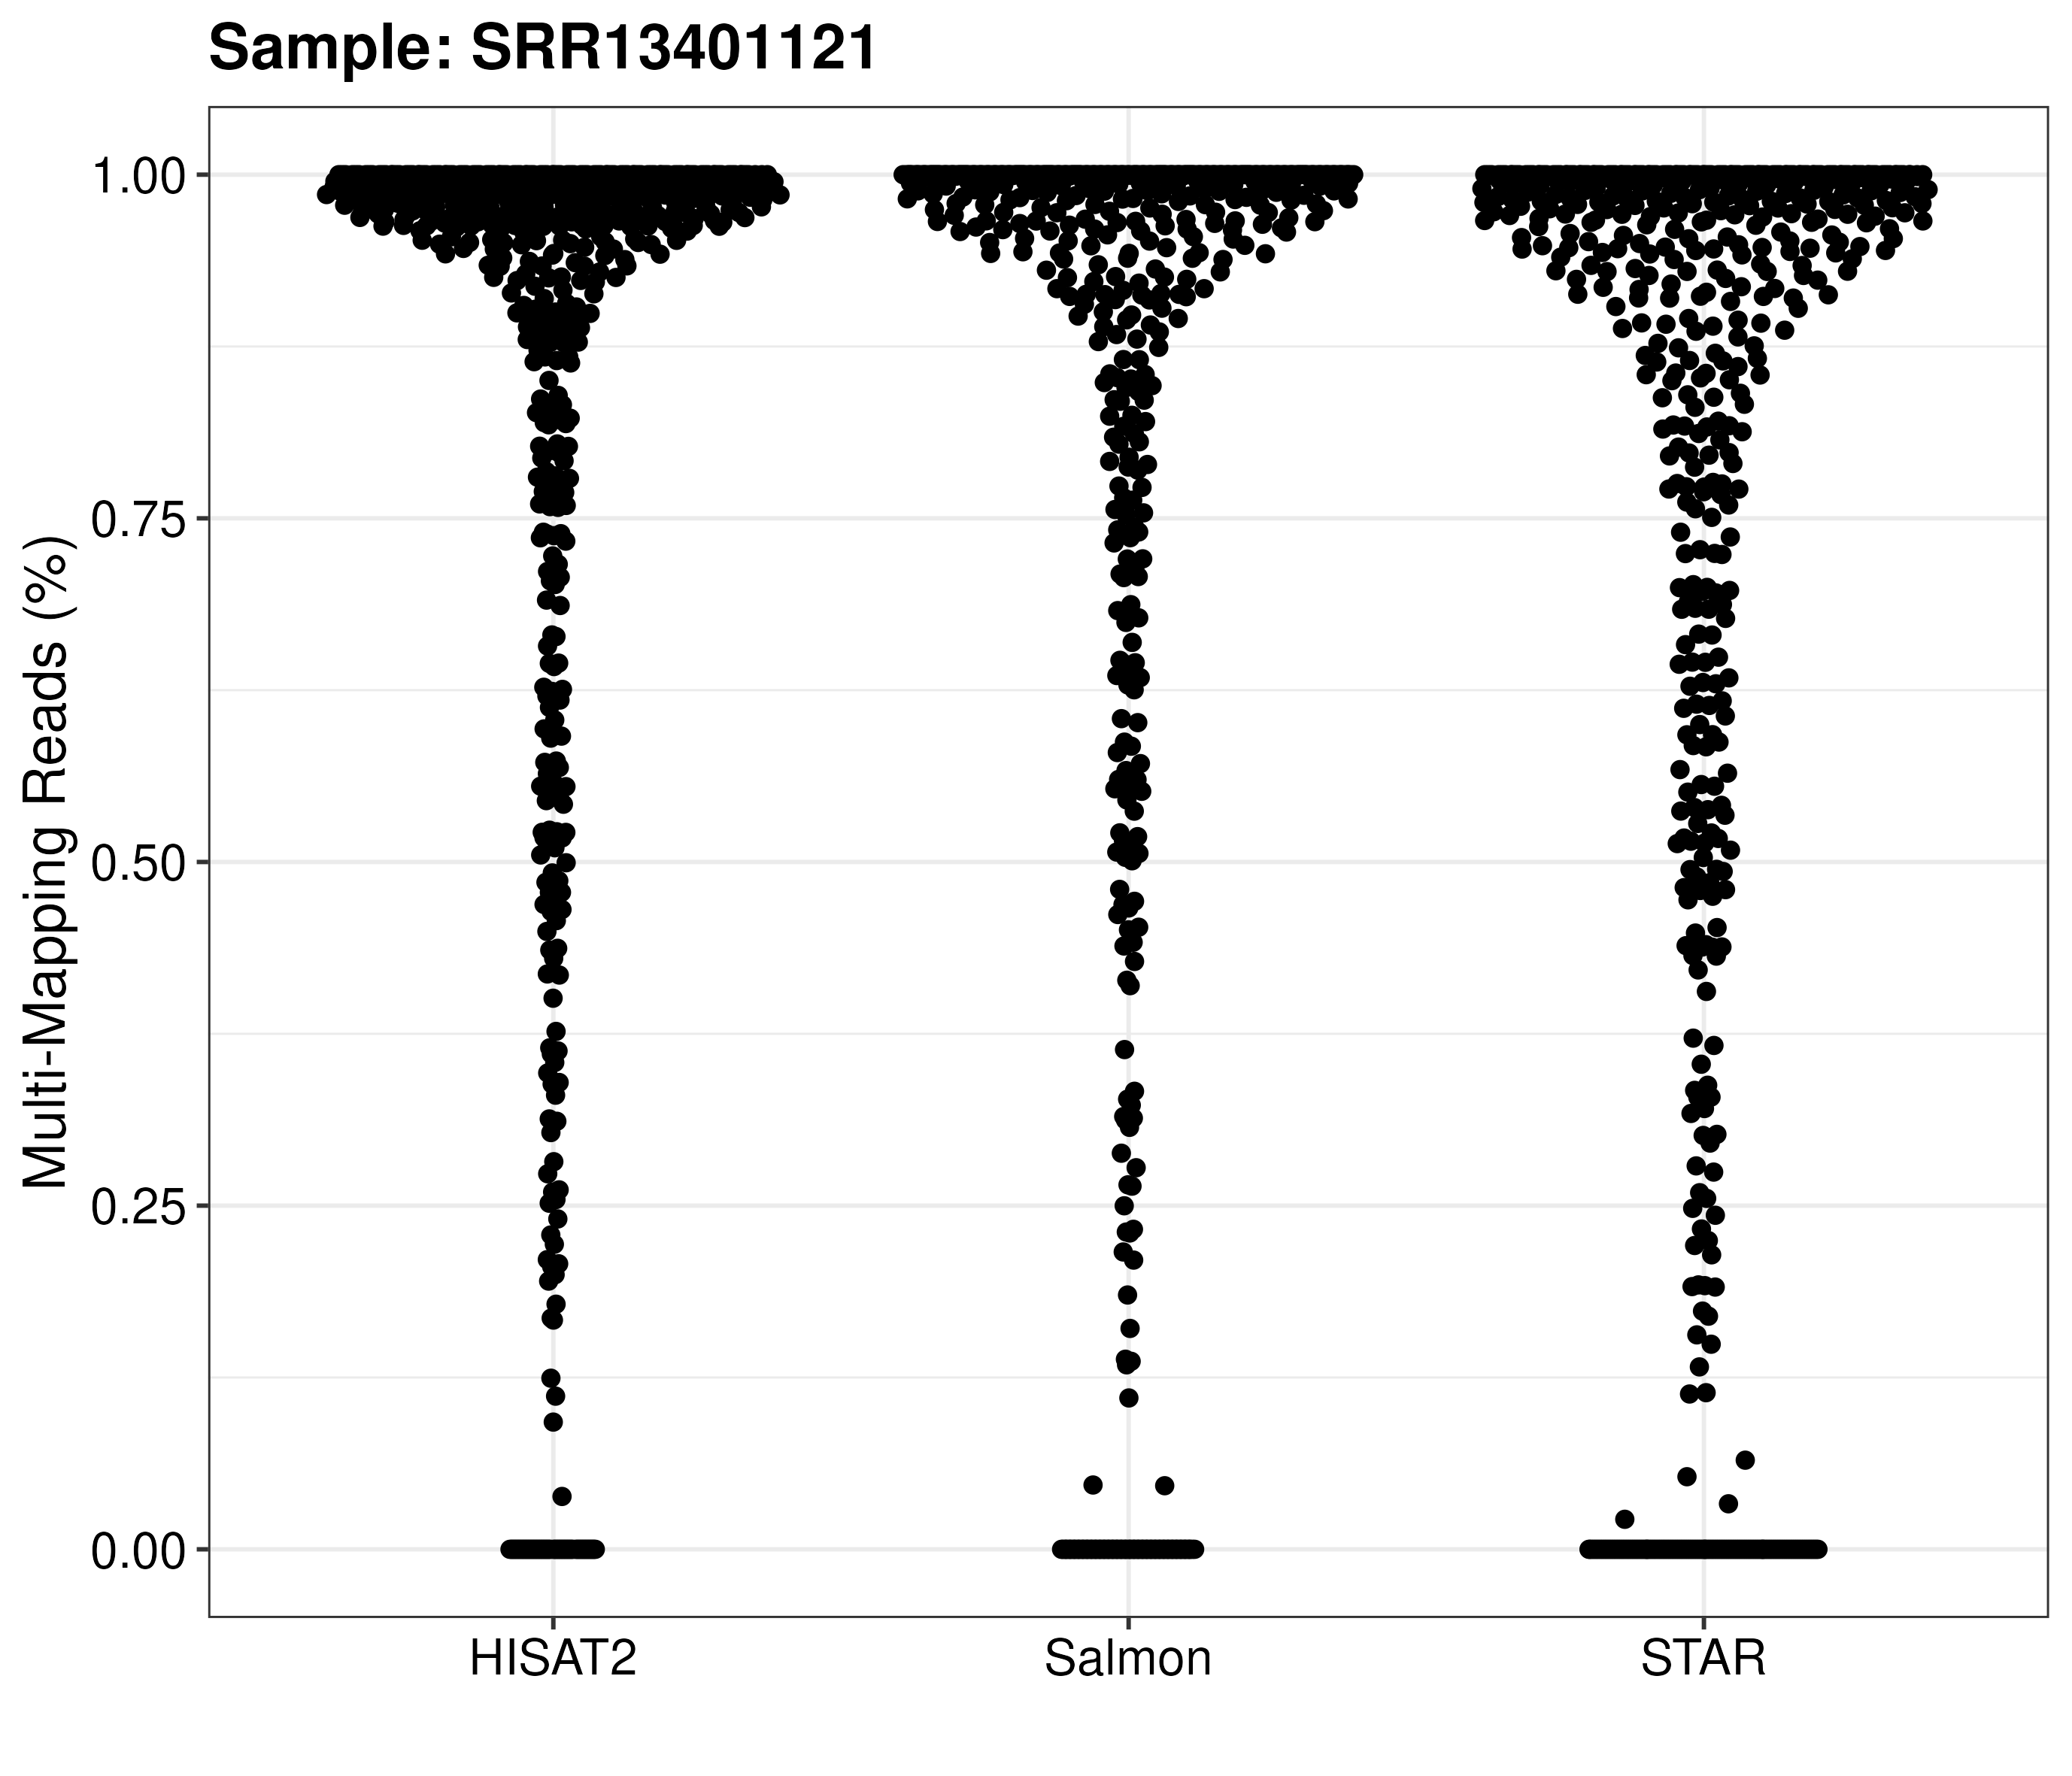 Sample: SRR13401121
Multi-Mapping Reads (%)
1.00
0.75
0.50
0.25
0.00
HISAT2
Salmon
STAR